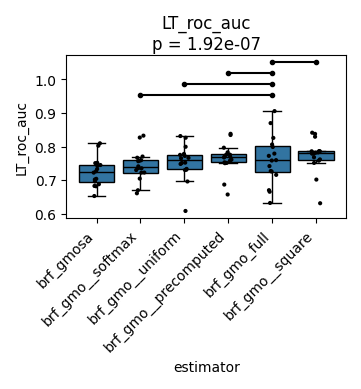 LT_roc_auc
p = 1.92e-07
LT_roc_auc
1.0
0.9
0.8
0.7
0.6
brf_gmosa
brf_gmo__softmax
brf_gmo__uniform
brf_gmo__precomputed
brf_gmo_full
brf_gmo__square
estimator